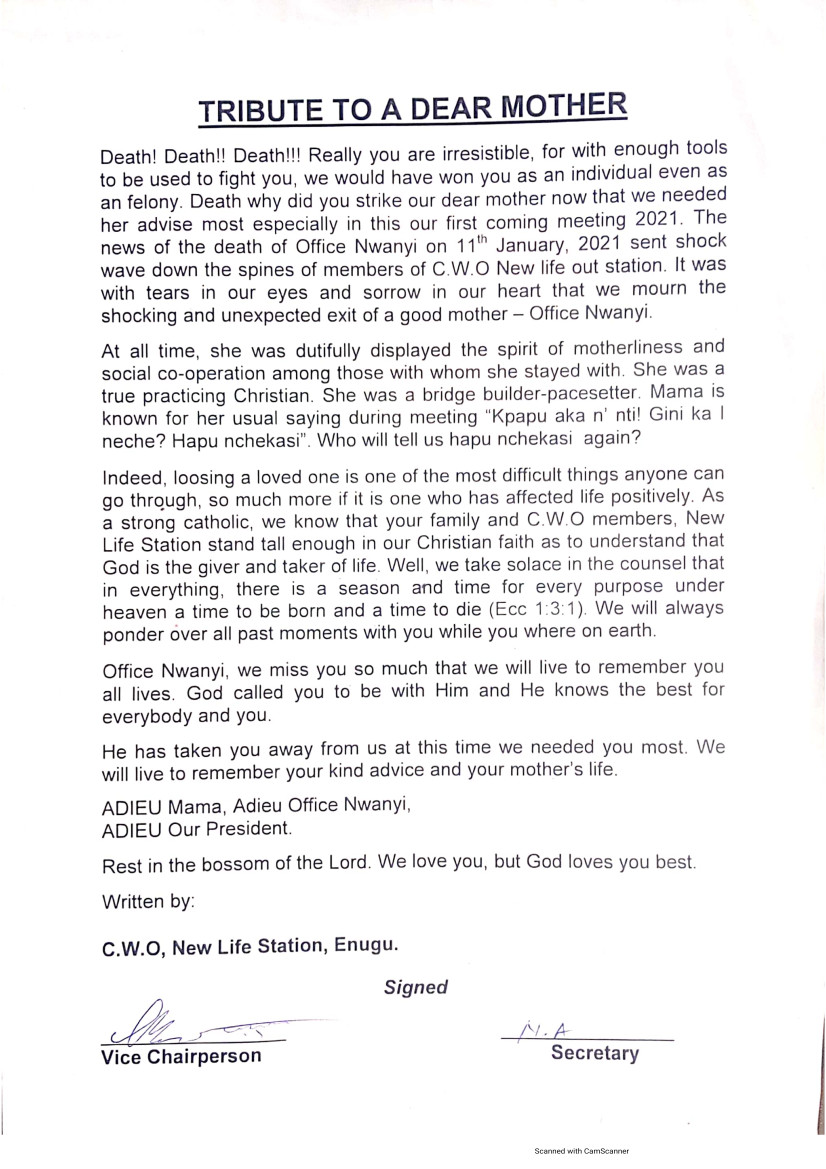 TRIBUTE TO A DEAR MOTHER
Death! Death!! Death!!! Really you are irresistible, for with enough tools
to be used to fight you, we would have won you as an individual even as
an felony. Death why did you strike our dear mother now that we needed
her advise most especially in this our first coming meeting 2021. The
news of the death of Office Nwanyi on 11th January, 2021 sent shock
wave down the spines of members of C.W.O New life out station. It was
with tears in our eyes and sorrow in our heart that we mourn the
shocking and unexpected exit of a good mother – Office Nwanyi.
At all time, she was dutifully displayed the spirit of motherliness and
social co-operation among those with whom she stayed with. She was a
true practicing Christian. She was a bridge builder-pacesetter. Mama is
known for her usual saying during meeting “Kpapu aka n’ nti! Gini ka I
neche? Hapu nchekasi”. Who will tell us hapu nchekasi again?
Indeed, loosing a loved one is one of the most difficult things anyone can
go through, so much more if it is one who has affected life positively. As
a strong catholic, we know that your family and C.W.O members, New
Life Station stand tall enough in our Christian faith as to understand that
God is the giver and taker of life. Well, we take solace in the counsel that
in everything, there is a season and time for every purpose under
heaven a time to be born and a time to die (Ecc 1:3:1). We will always
ponder over all past moments with you while you where on earth.
Office Nwanyi, we miss you so much that we will live to remember you
all lives. God called you to be with Him and He knows the best for
everybody and you.
He has taken you away from us at this time we needed you most. We
will live to remember your kind advice and your mother’s life.
ADIEU Mama, Adieu Office Nwanyi,
ADIEU Our President.
Rest in the bossom of the Lord. We love you, but God loves you best.
Written by:
C.W.O, New Life Station, Enugu.
Signed
N.A
Vice Chairperson Secretary
Scanned with CamScanner